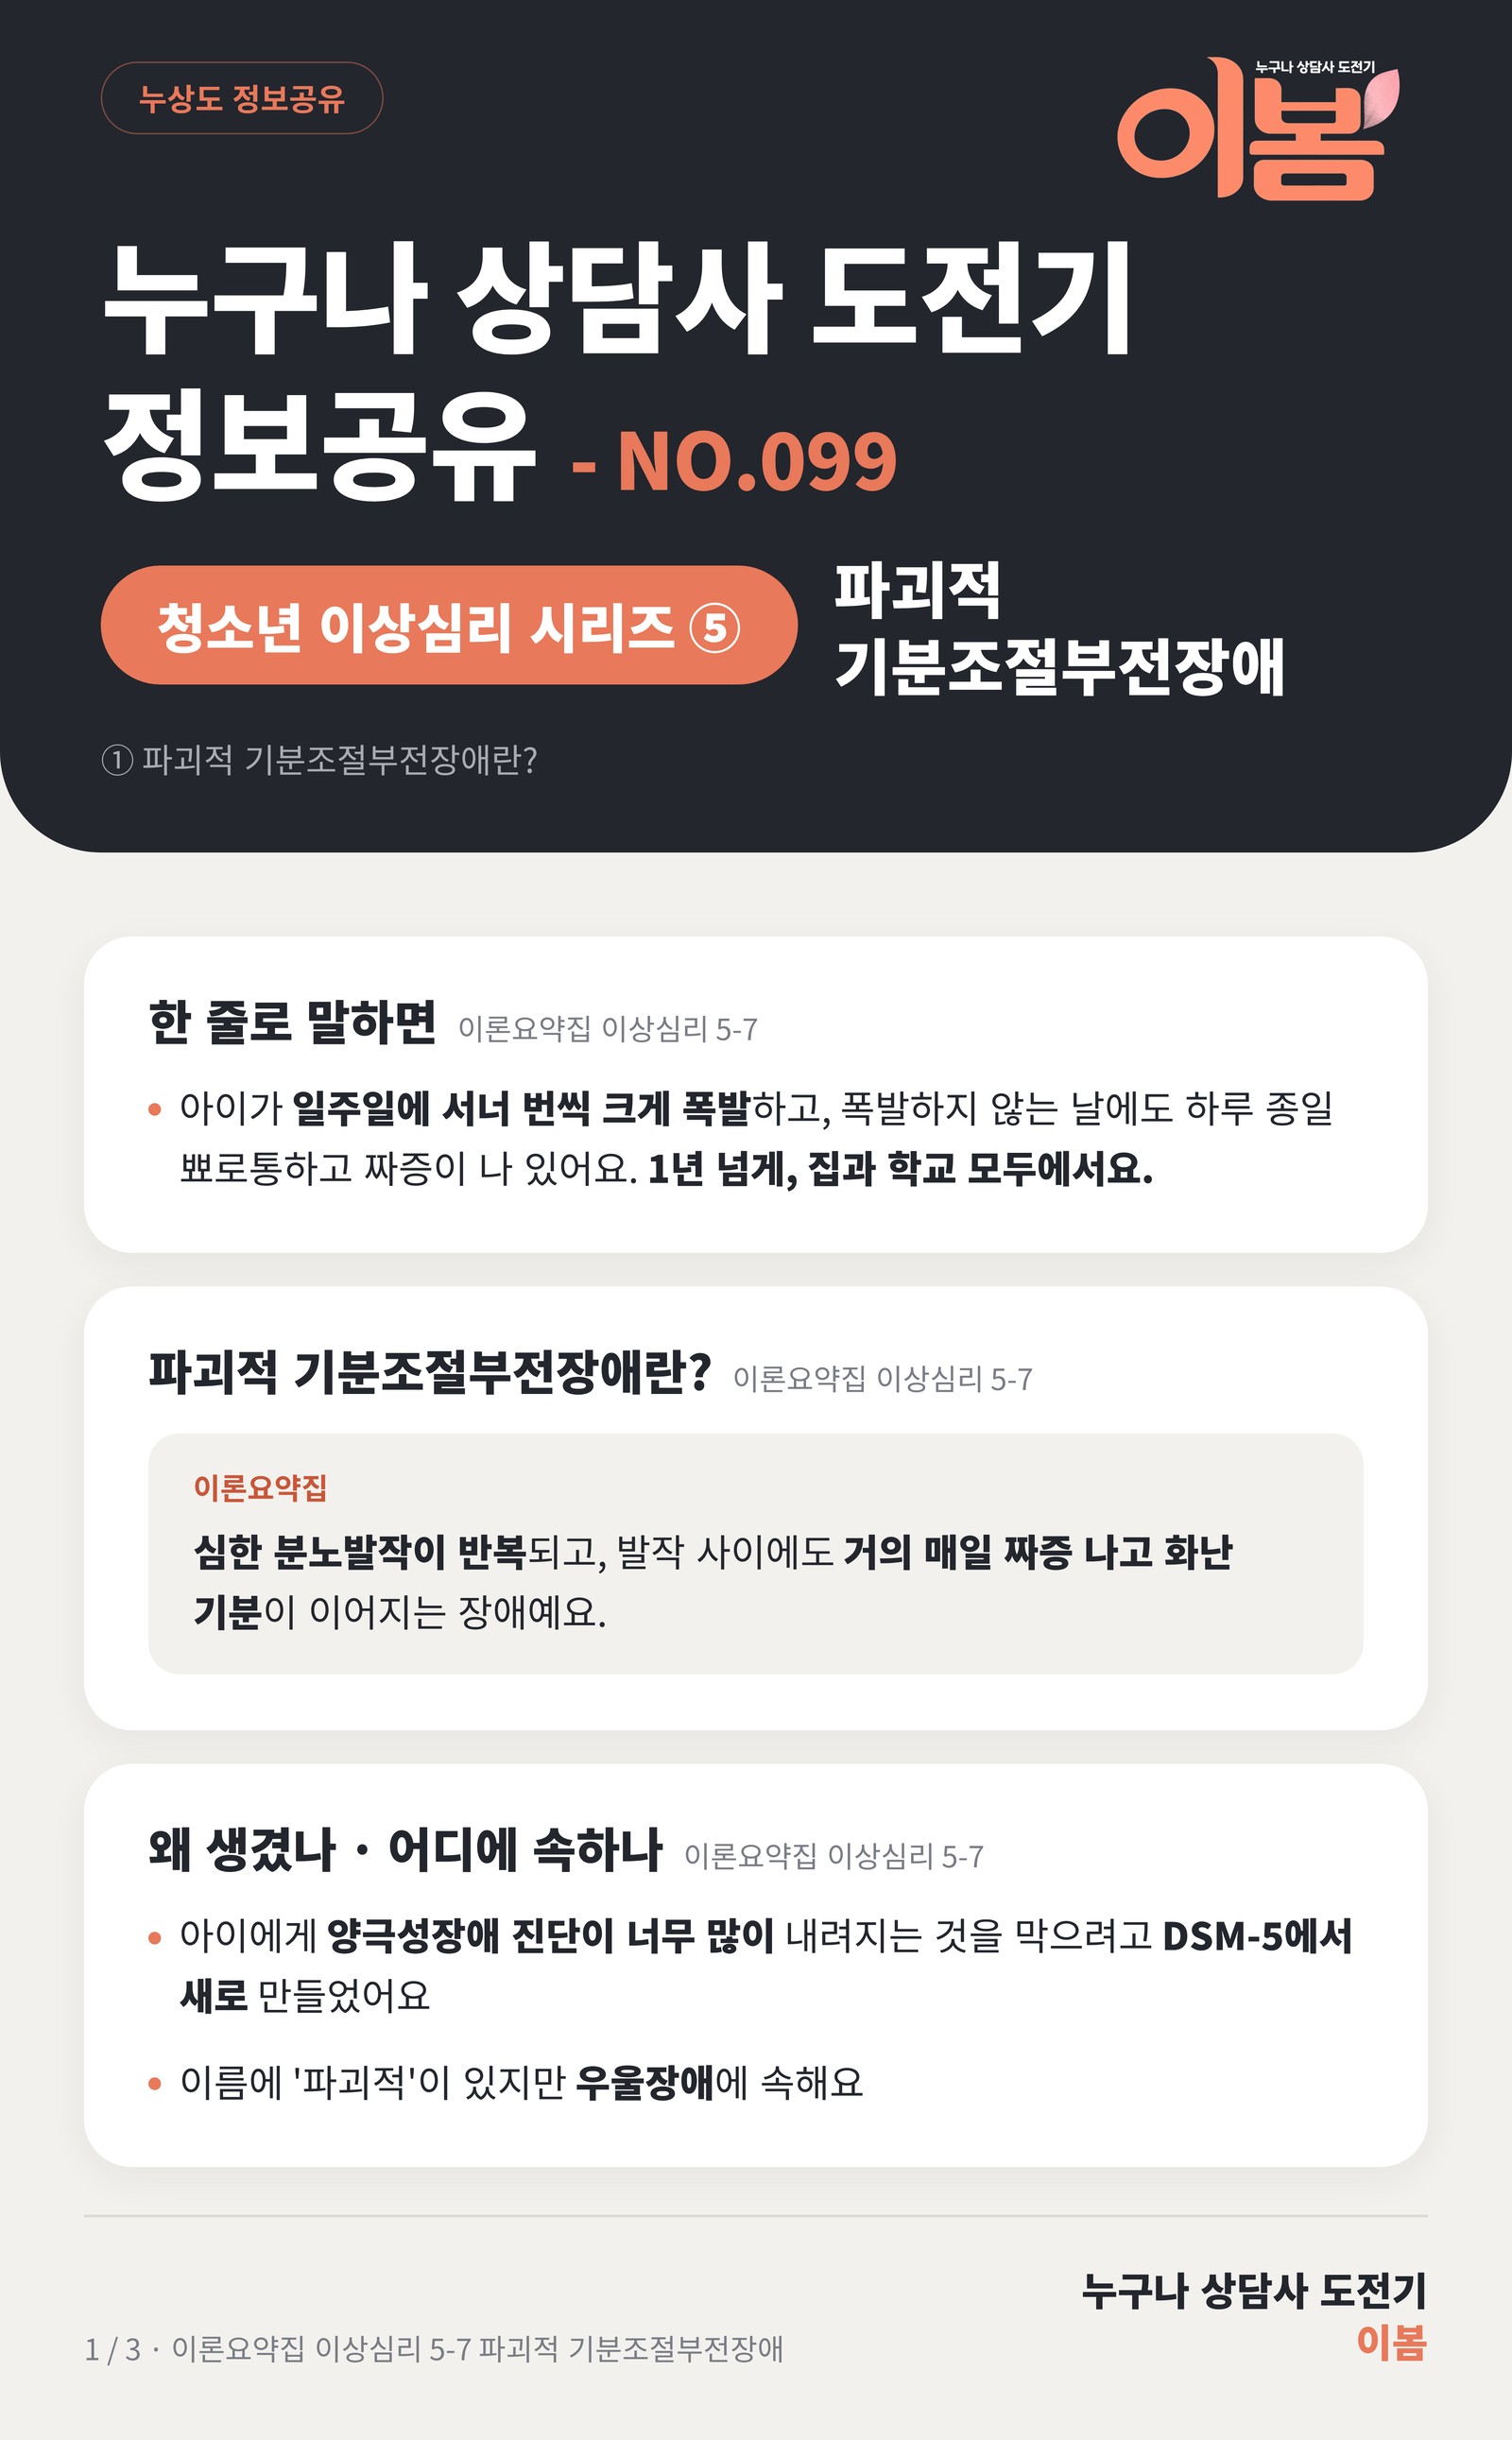 누상도 정보공유
누구나 상담사 도전기
이봄
누구나 상담사 도전기
정보공유 - NO.099
청소년 이상심리 시리즈 ⑤
파괴적
기분조절부전장애
① 파괴적 기분조절부전장애란?
한 줄로 말하면 이론요약집 이상심리 5-7
• 아이가 일주일에 서너 번씩 크게 폭발하고, 폭발하지 않는 날에도 하루 종일
뾰로통하고 짜증이 나 있어요. 1년 넘게, 집과 학교 모두에서요.
파괴적 기분조절부전장애란? 이론요약집 이상심리 5-7
이론요약집
심한 분노발작이 반복되고, 발작 사이에도 거의 매일 짜증 나고 화난
기분이 이어지는 장애예요.
왜 생겼나 · 어디에 속하나 이론요약집 이상심리 5-7
• 아이에게 양극성장애 진단이 너무 많이 내려지는 것을 막으려고 DSM-5에서
새로 만들었어요
• 이름에 '파괴적'이 있지만 우울장애에 속해요
누구나 상담사 도전기
1 / 3 · 이론요약집 이상심리 5-7 파괴적 기분조절부전장애
이봄